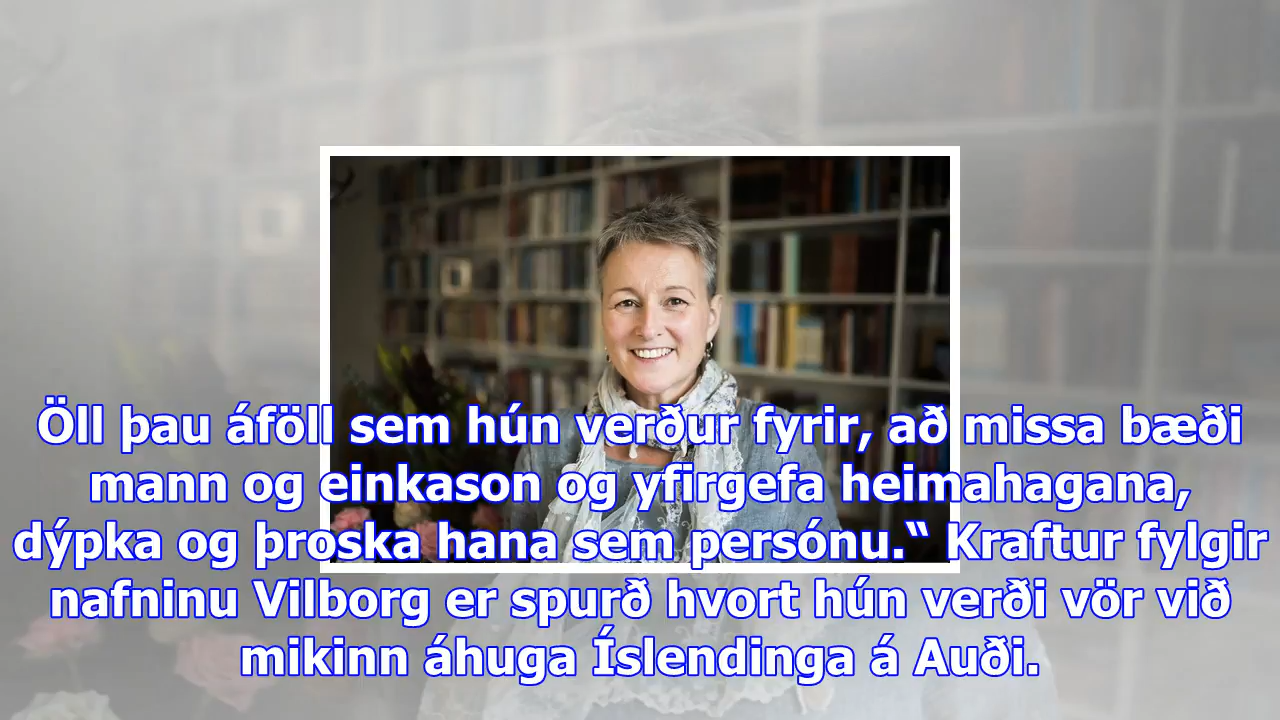 Öll þau áföll sem hún verður fyrir, að missa bæði
mann og einkason og yfirgefa heimahagana,
dýpka og þroska hana sem persónu.“ Kraftur fylgir
nafninu Vilborg er spurð hvort hún verði vör við
mikinn áhuga Íslendinga á Auði.